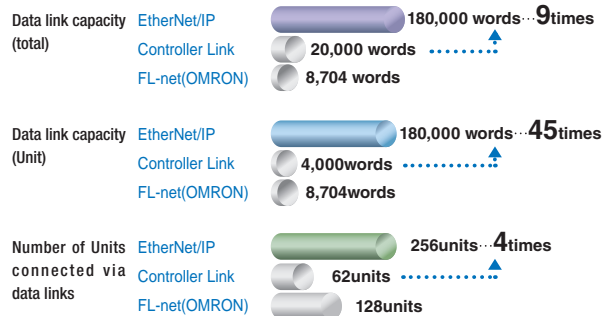 Data link capacity EtherNet/IP 180,000 words···9times
(total) Controller Link 20,000 words
FL-net(OMRON) 8,704 words
Data link capacity EtherNet/IP 180,000 words···45times
(Unit) Controller Link 4,000words
FL-net(OMRON) 8,704words
Number of Units EtherNet/IP 256units···4times
connected via Controller Link 62units
data links FL-net(OMRON) 128units